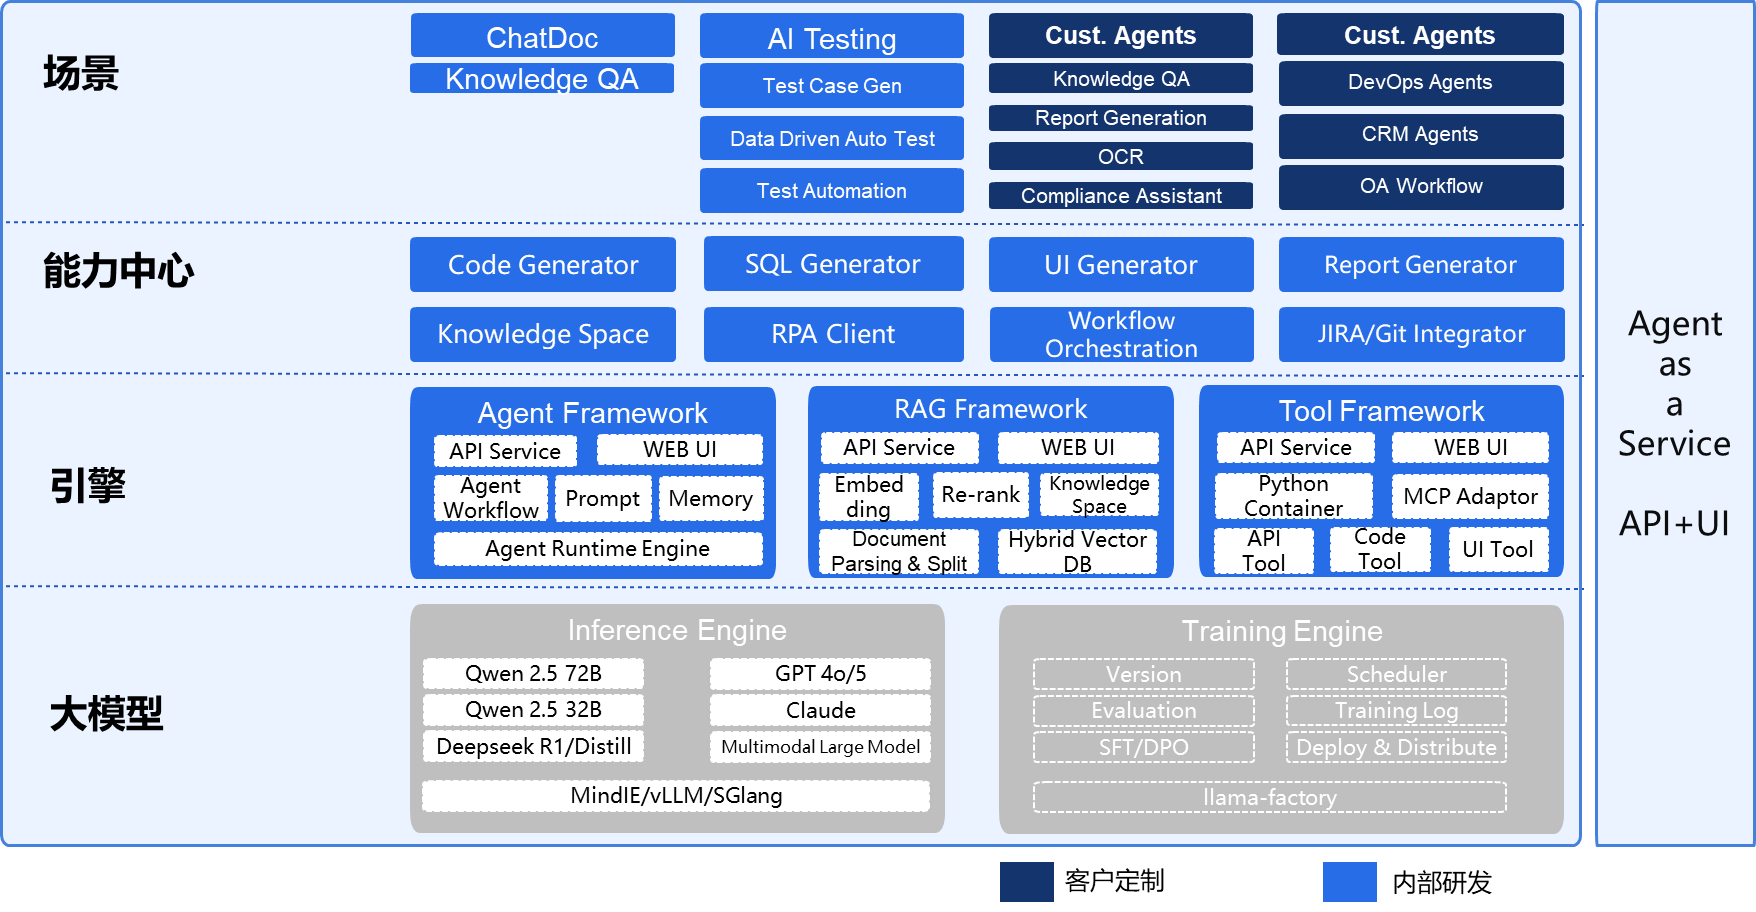 场景
ChatDoc
Knowledge QA
AI Testing
Test Case Gen
Data Driven Auto Test
Test Automation
Cust. Agents
Knowledge QA
Report Generation
OCR
Compliance Assistant
Cust. Agents
DevOps Agents
CRM Agents
OA Workflow
能力中心
Code Generator
SQL Generator
UI Generator
Report Generator
Knowledge Space
RPA Client
Workflow
Orchestration
JIRA/Git Integrator
引擎
Agent Framework
API Service
WEB UI
Agent
Workflow
Prompt
Memory
Agent Runtime Engine
RAG Framework
API Service
WEB UI
Embed
ding
Re-rank
Knowledge
Space
Document
Parsing & Split
Hybrid Vector
DB
Tool Framework
API Service
WEB UI
Python
Container
MCP Adaptor
API
Tool
Code
Tool
UI Tool
大模型
Inference Engine
Qwen 2.5 72B
GPT 4o/5
Qwen 2.5 32B
Claude
Deepseek R1/Distill
Multimodal Large Model
MindIE/vLLM/SGlang
Training Engine
Version
Scheduler
Evaluation
Training Log
SFT/DPO
Deploy & Distribute
llama-factory
Agent
as
a
Service
API+UI
客户定制
内部研发